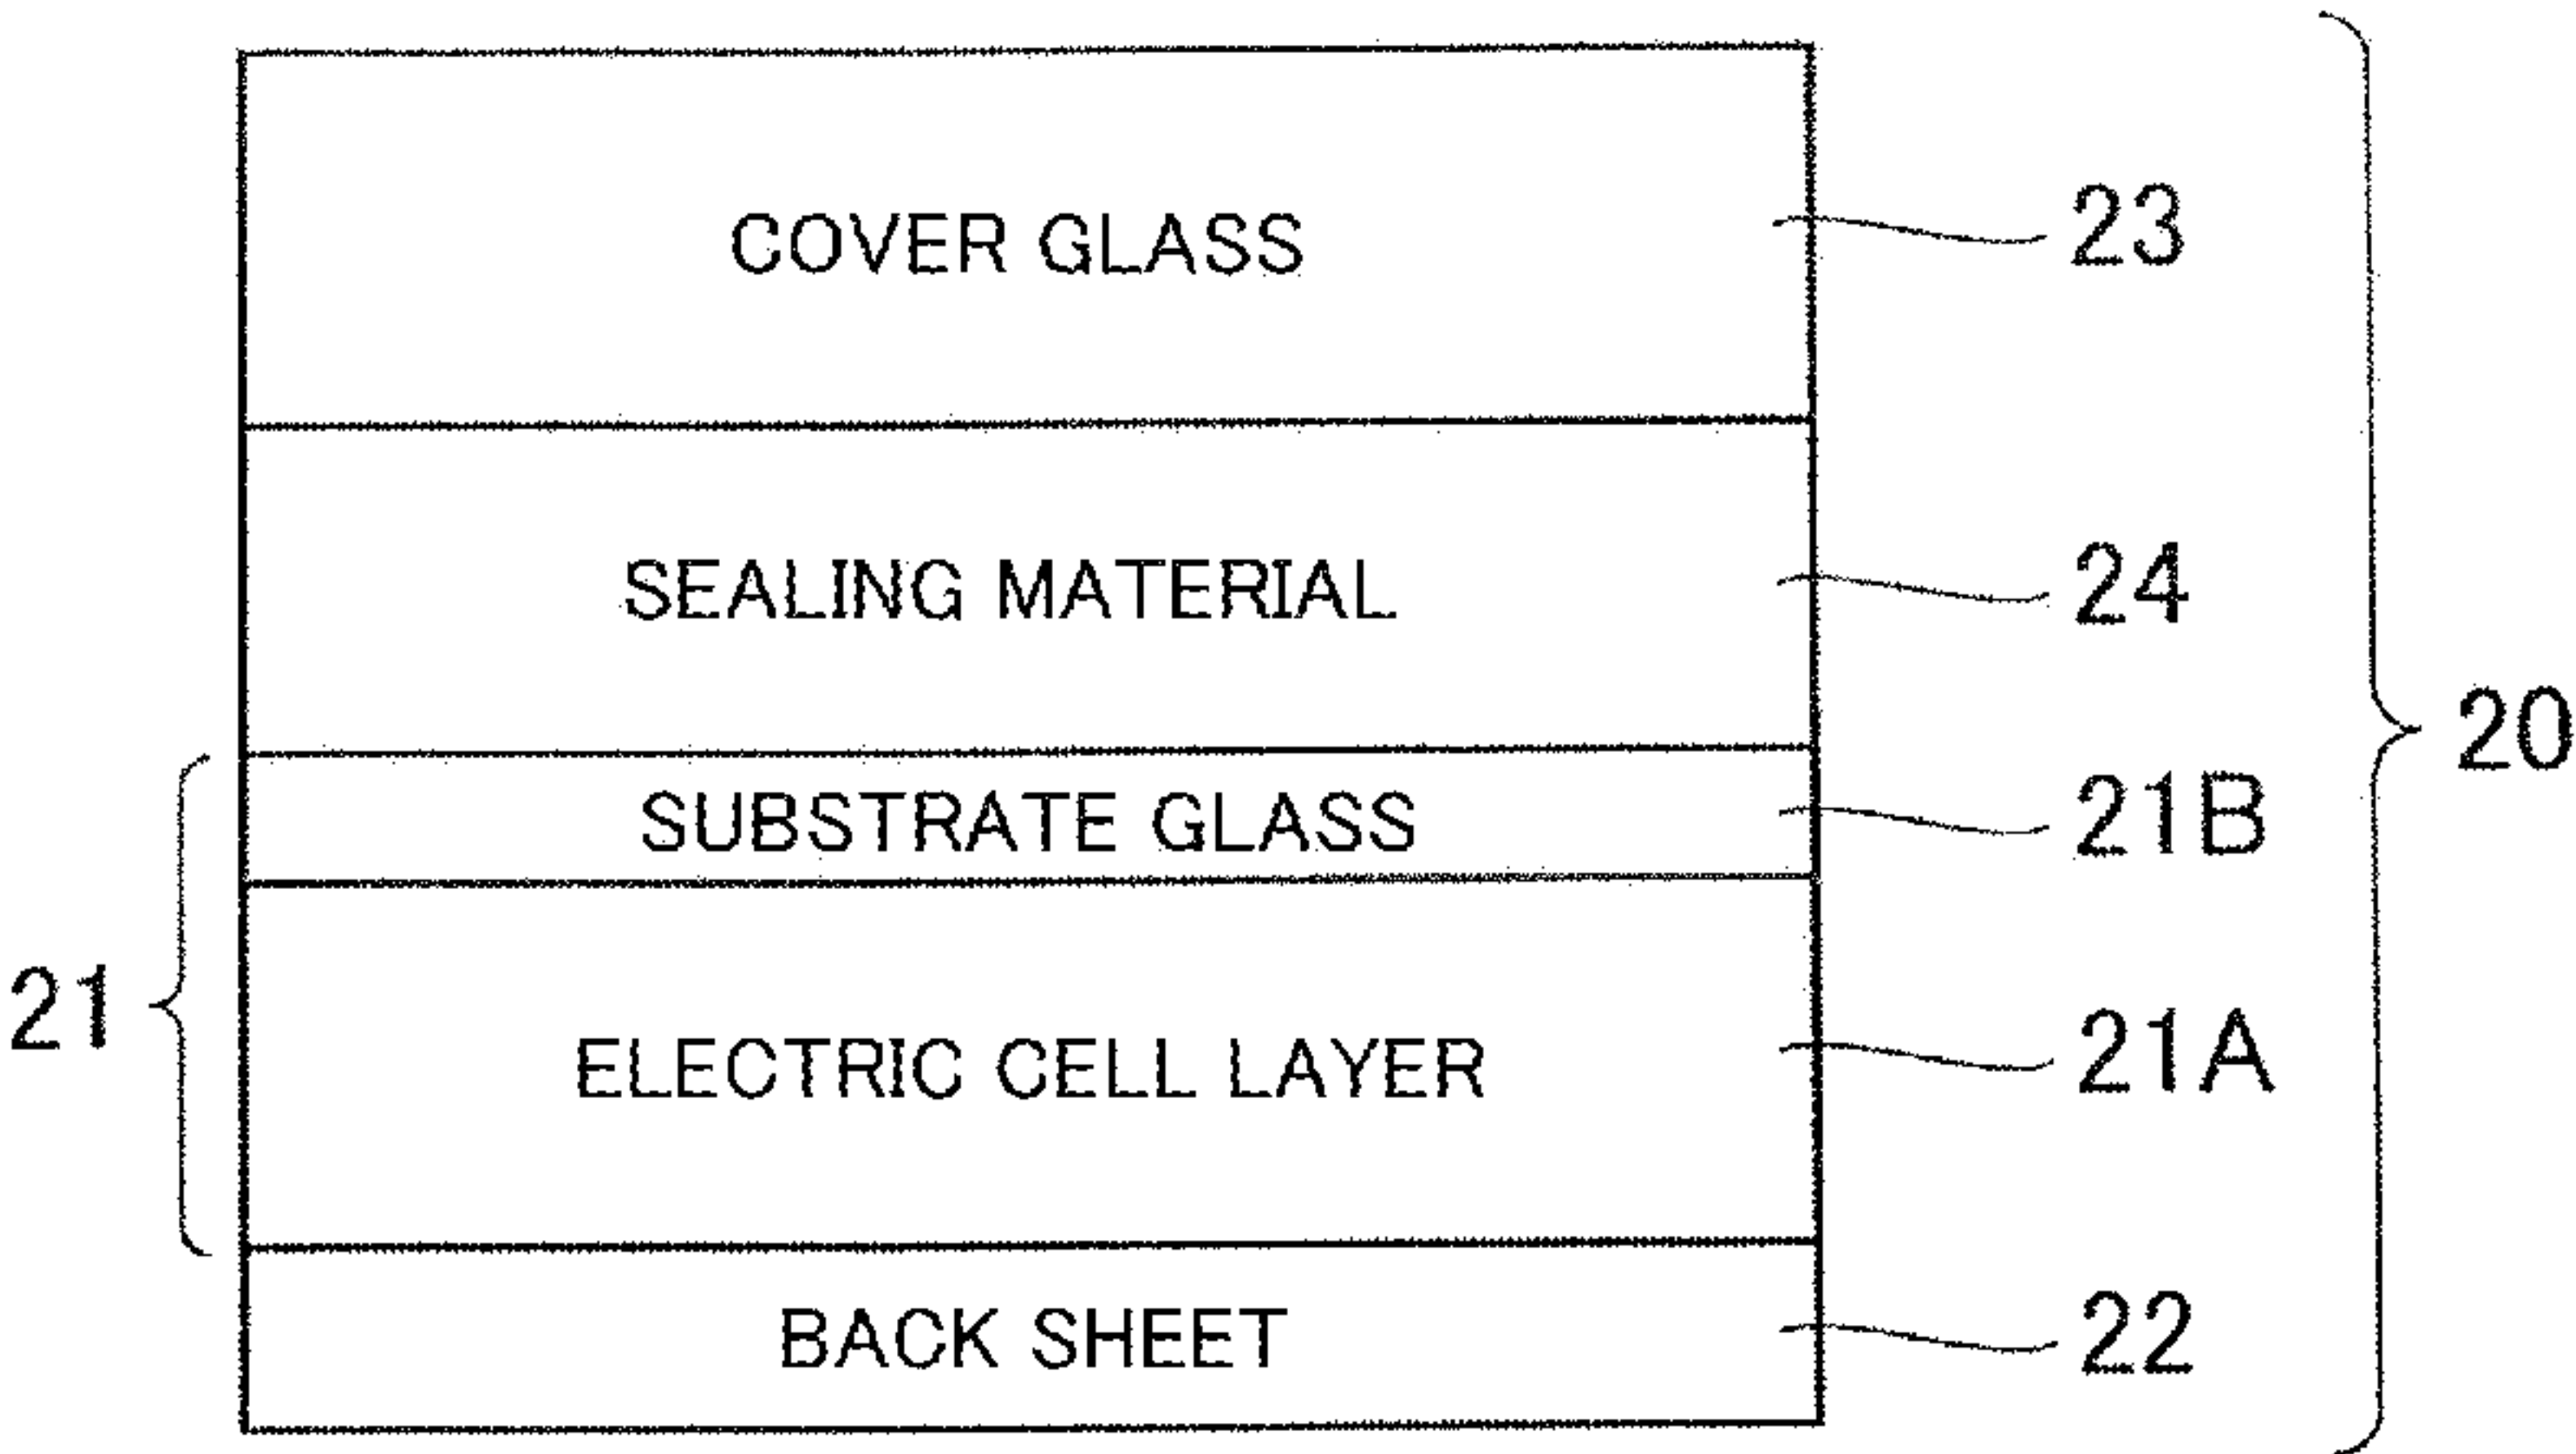 COVER GLASS 23
SEALING MATERIAL 24
20
SUBSTRATE GLASS 21B
21
ELECTRIC CELL LAYER 21A
BACK SHEET 22